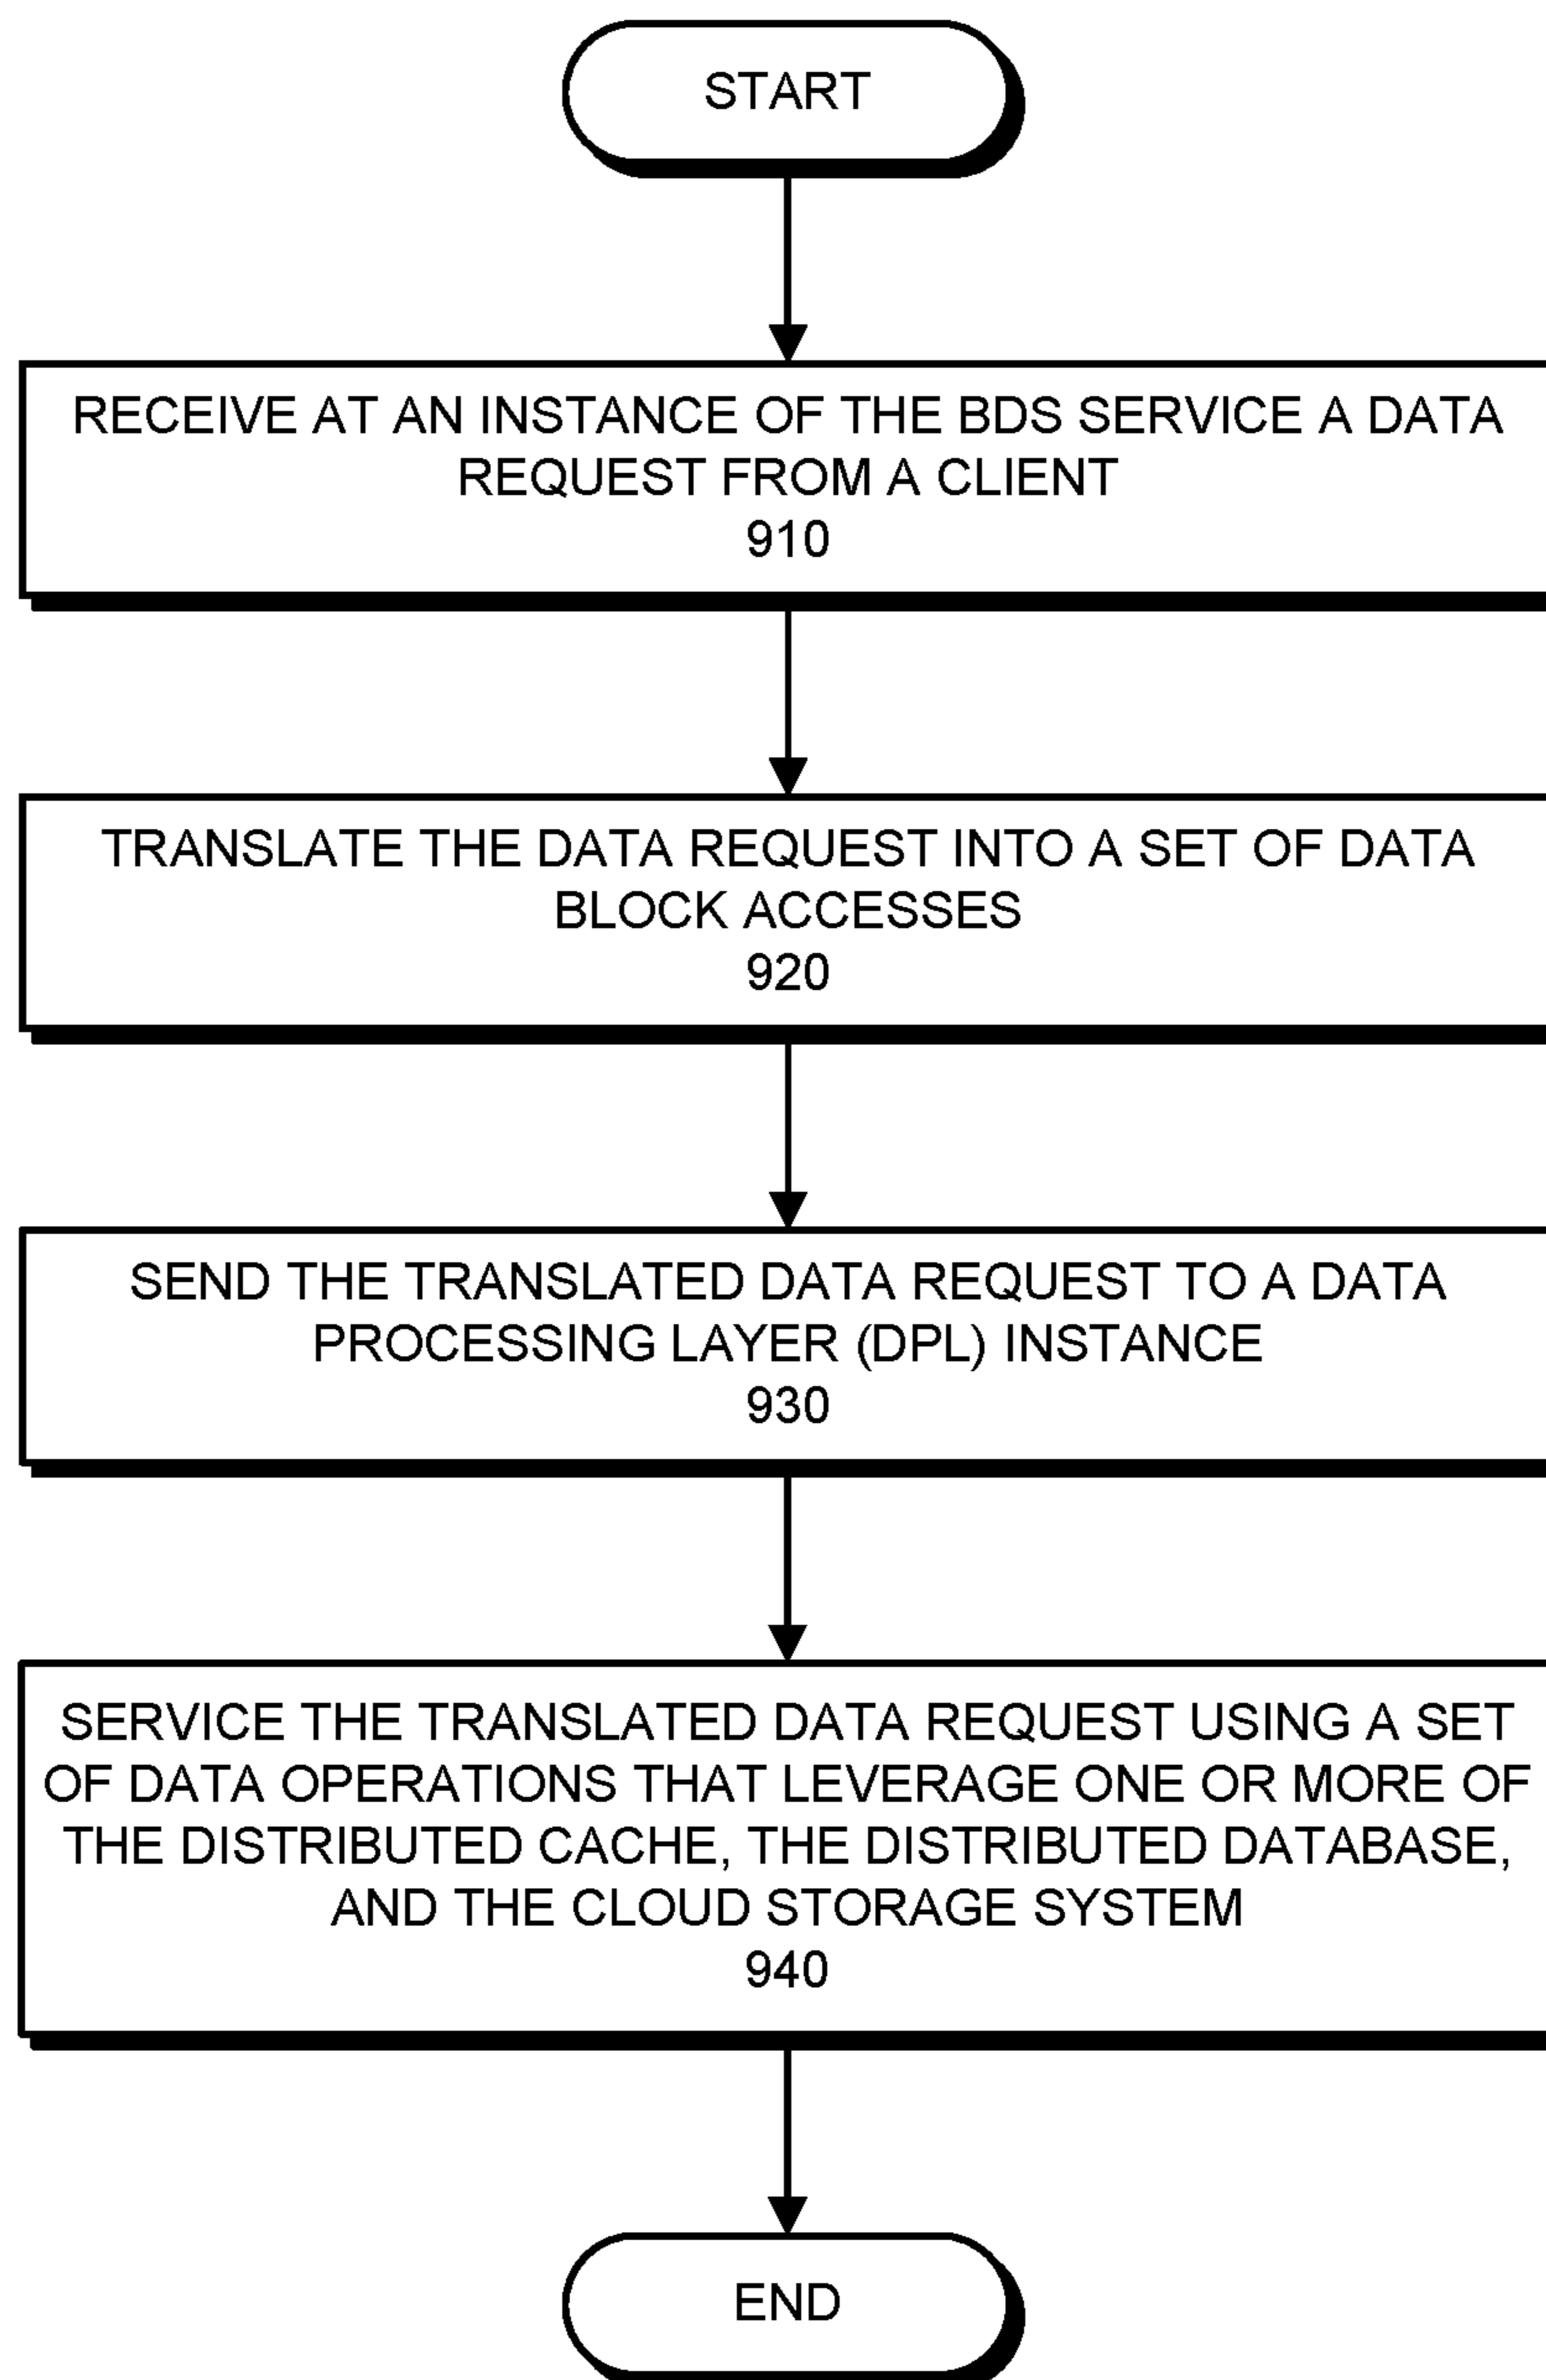 START
RECEIVE AT AN INSTANCE OF THE BDS SERVICE A DATA
REQUEST FROM A CLIENT
910
TRANSLATE THE DATA REQUEST INTO A SET OF DATA
BLOCK ACCESSES
920
SEND THE TRANSLATED DATA REQUEST TO A DATA
PROCESSING LAYER (DPL) INSTANCE
930
SERVICE THE TRANSLATED DATA REQUEST USING A SET
OF DATA OPERATIONS THAT LEVERAGE ONE OR MORE OF
THE DISTRIBUTED CACHE, THE DISTRIBUTED DATABASE,
AND THE CLOUD STORAGE SYSTEM
940
END